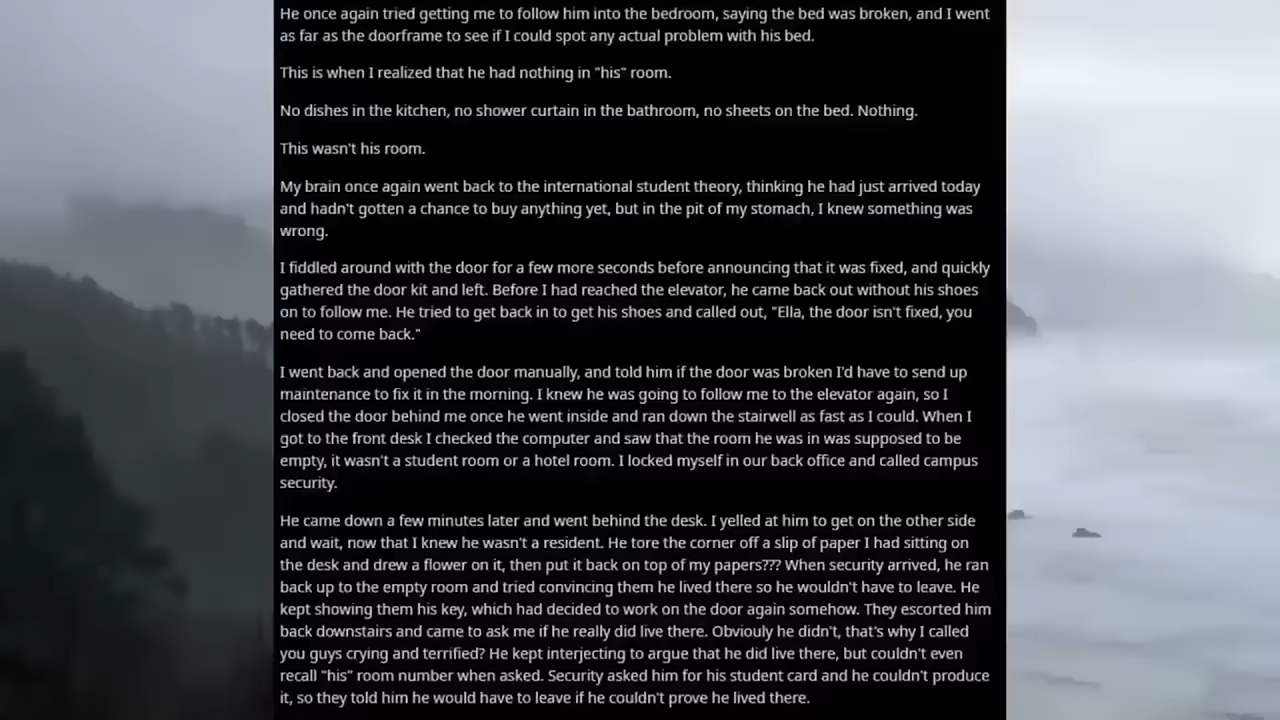 He once again tried getting me to follow him into the bedroom, saying the bed was broken, and I went
as far as the doorframe to see if I could spot any actual problem with his bed.
This is when I realized that he had nothing in "his" room.
No dishes in the kitchen, no shower curtain in the bathroom, no sheets on the bed. Nothing.
This wasn't his room.
My brain once again went back to the international student theory, thinking he had just arrived today
and hadn't gotten a chance to buy anything yet, but in the pit of my stomach, I knew something was
wrong.
I fiddled around with the door for a few more seconds before announcing that it was fixed, and quickly
gathered the door kit and left. Before I had reached the elevator, he came back out without his shoes
on to follow me. He tried to get back in to get his shoes and called out, "Ella, the door isn't fixed, you
need to come back."
I went back and opened the door manually, and told him if the door was broken I'd have to send up
maintenance to fix it in the morning. I knew he was going to follow me to the elevator again, so I
closed the door behind me once he went inside and ran down the stairwell as fast as I could. When I
got to the front desk I checked the computer and saw that the room he was in was supposed to be
empty, it wasn't a student room or a hotel room. I locked myself in our back office and called campus
security.
He came down a few minutes later and went behind the desk. I yelled at him to get on the other side
and wait, now that I knew he wasn't a resident. He tore the corner off a slip of paper I had sitting on
the desk and drew a flower on it, then put it back on top of my papers??? When security arrived, he ran
back up to the empty room and tried convincing them he lived there so he wouldn't have to leave. He
kept showing them his key, which had decided to work on the door again somehow. They escorted him
back downstairs and came to ask me if he really did live there. Obviouly he didn't, that's why I called
you guys crying and terrified? He kept interjecting to argue that he did live there, but couldn't even
recall "his" room number when asked. Security asked him for his student card and he couldn't produce
it, so they told him he would have to leave if he couldn't prove he lived there.